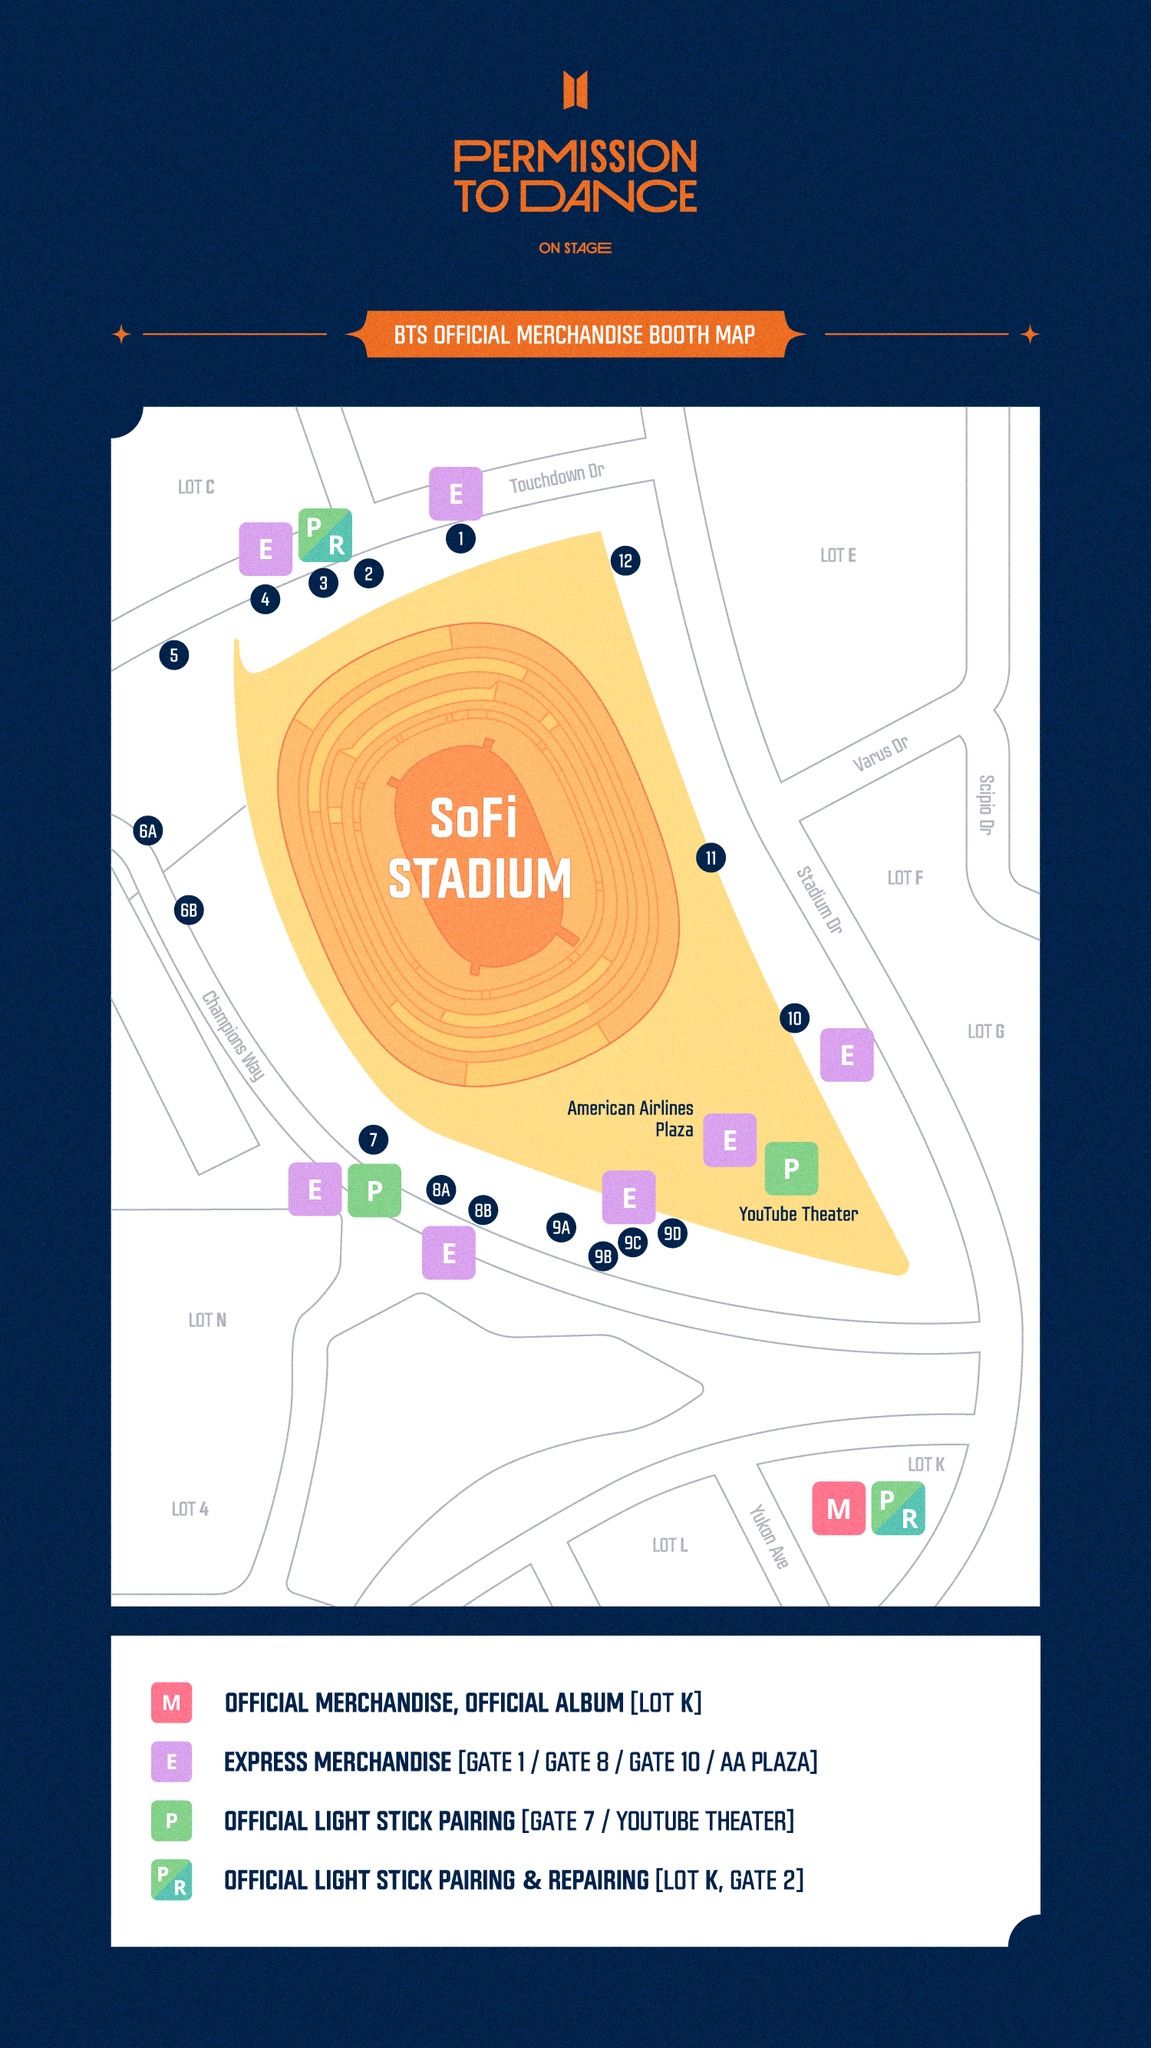 PERMISSION
TO DANCE
ON STAGE
BTS OFFICIAL MERCHANDISE BOOTH MAP
LOT C
E
Touchdown Dr
P
R
E
1
12
LOT E
2
3
4
5
Varus Dr
Scipio Dr
SoFi
STADIUM
6A
11
LOT F
Stadium Dr
6B
Champions Way
10
LOT G
E
American Airlines
Plaza
E
7
P
E
P
8A
E
8B
YouTube Theater
9A
9D
9C
9B
E
LOT N
LOT K
M
P
R
LOT 4
Yukon Ave
LOT L
M OFFICIAL MERCHANDISE, OFFICIAL ALBUM [LOT K]
E EXPRESS MERCHANDISE [GATE 1 / GATE 8 / GATE 10 / AA PLAZA]
P OFFICIAL LIGHT STICK PAIRING [GATE 7 / YOUTUBE THEATER]
P R OFFICIAL LIGHT STICK PAIRING & REPAIRING [LOT K, GATE 2]